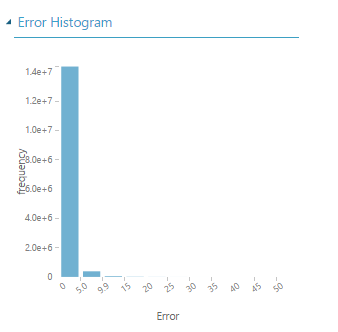 Error Histogram
1.4e+7
1.2e+7
1.0e+7
8.0e+6
6.0e+6
4.0e+6
2.0e+6
0
frequency
0 5.0 9.9 15 20 25 30 35 40 45 50
Error